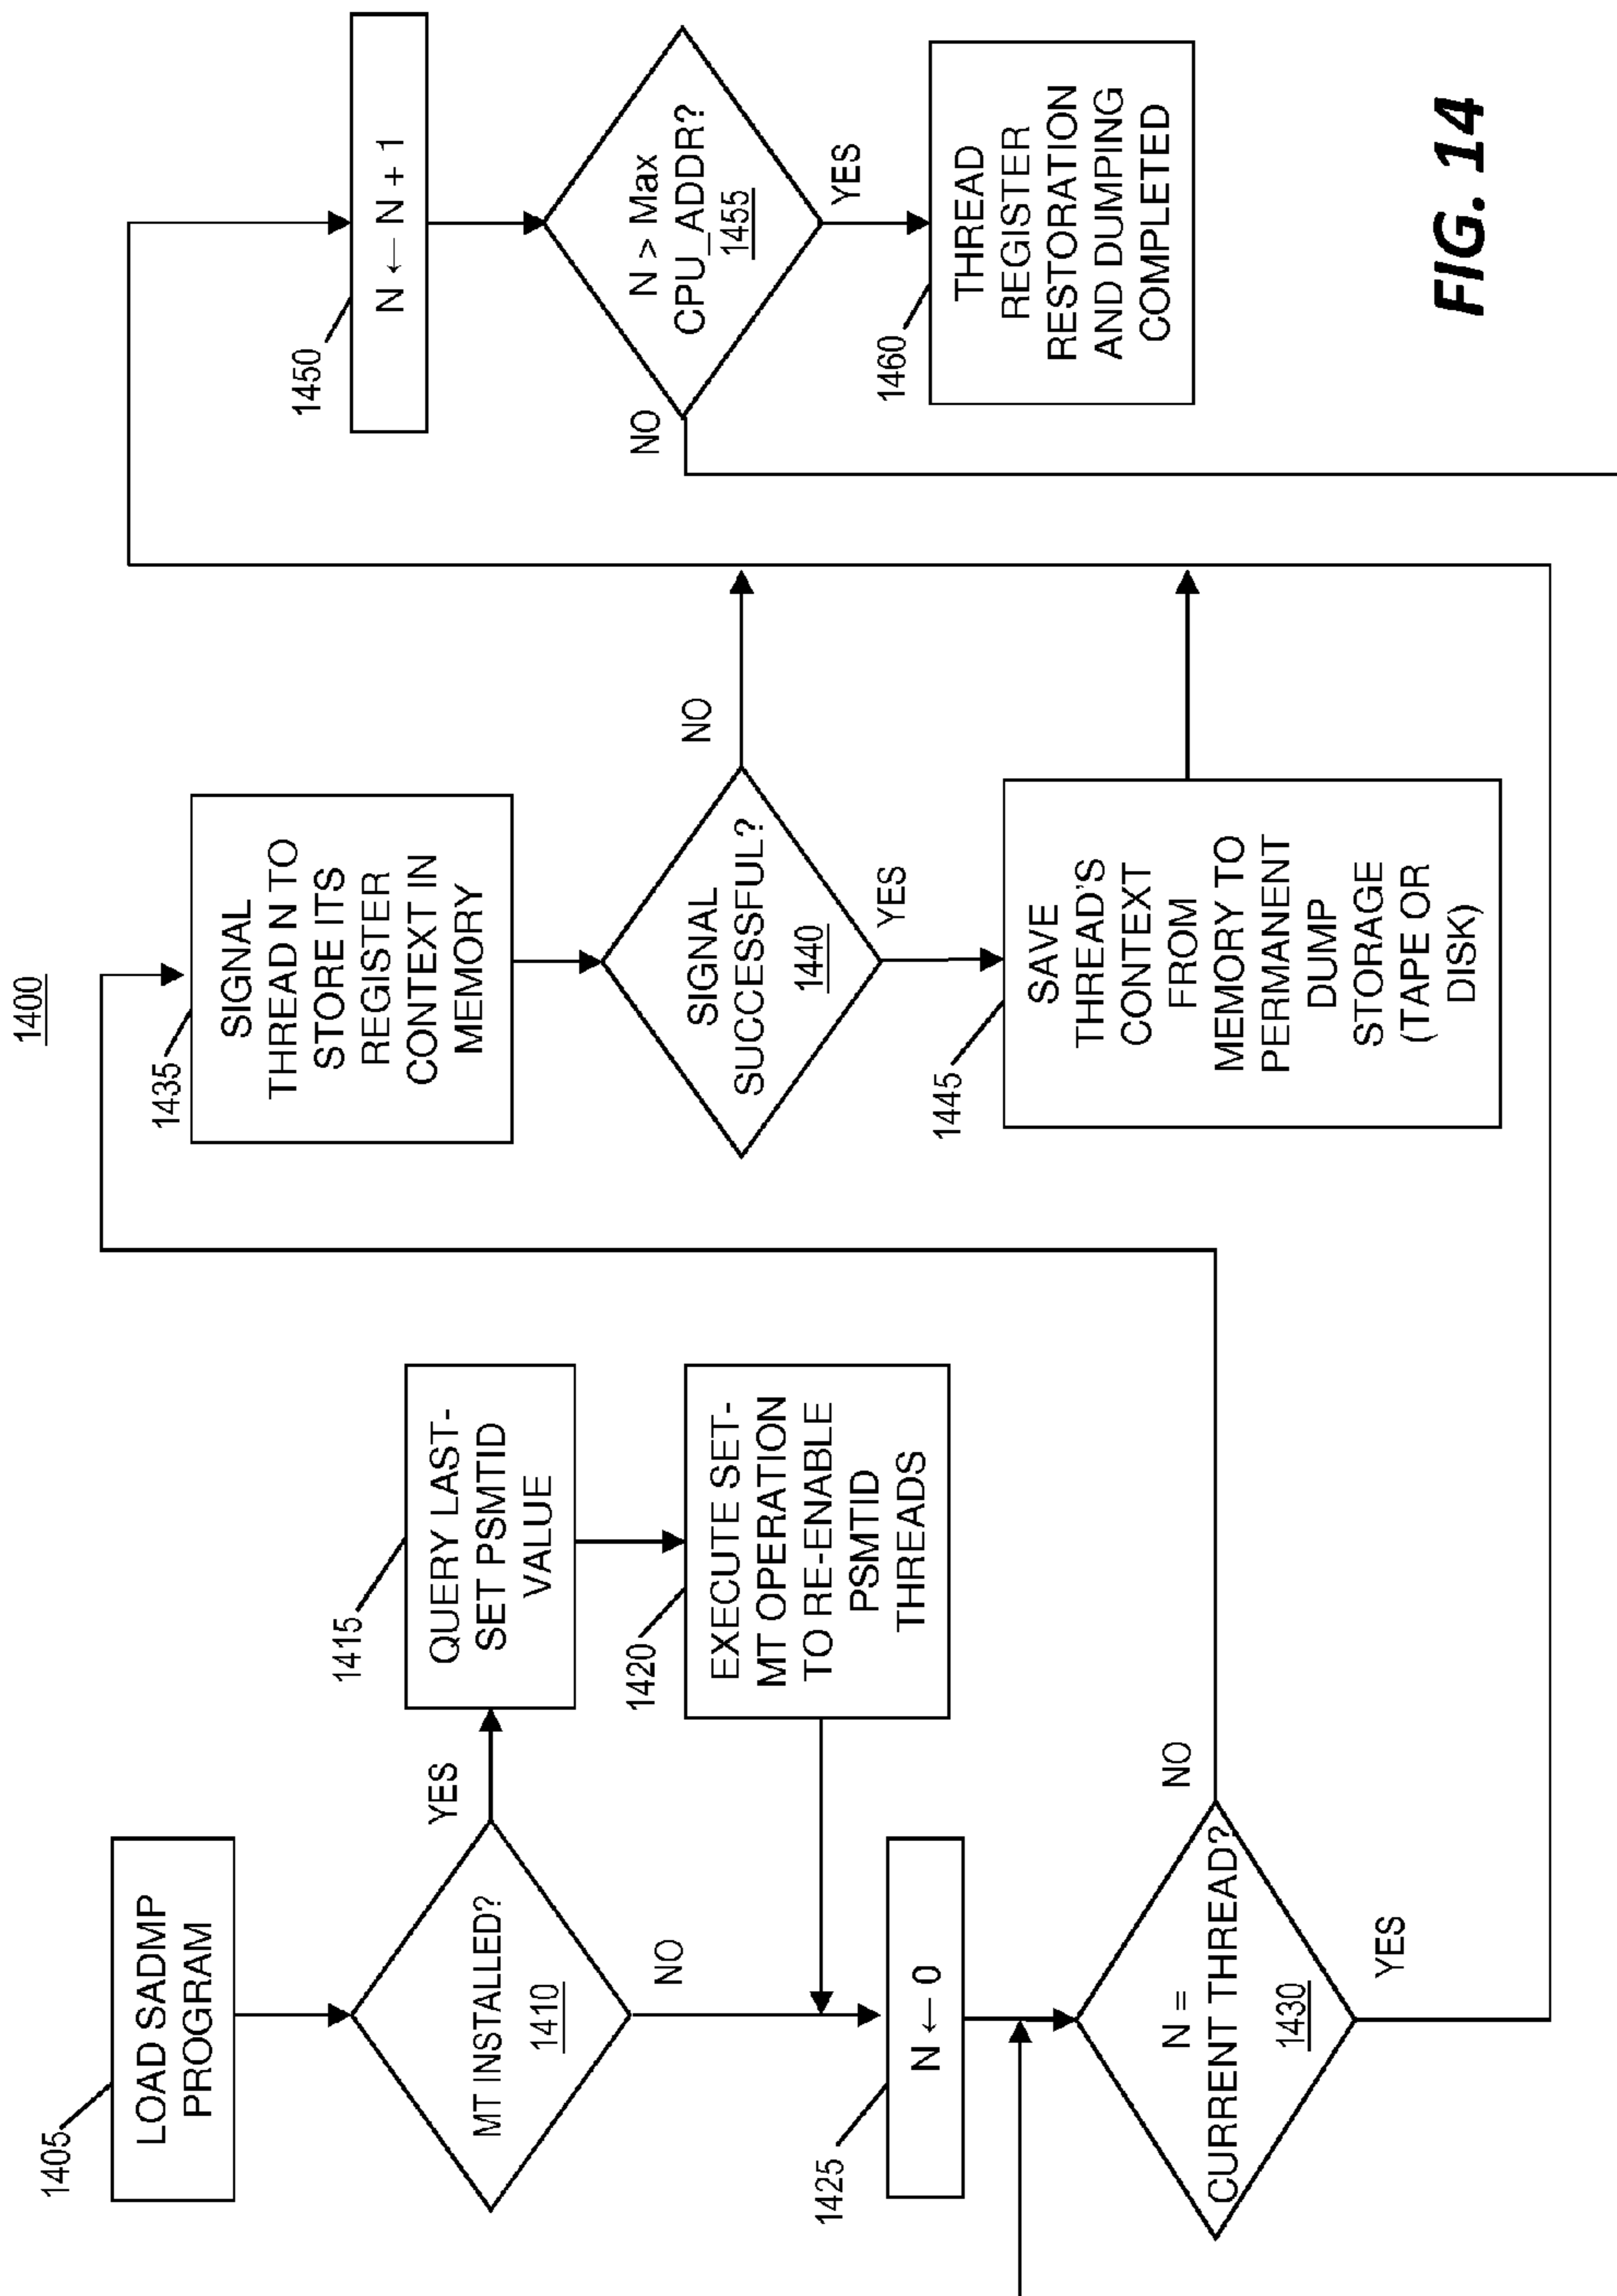 1400
1405
LOAD SADMP
PROGRAM
MT INSTALLED?
1410
YES
NO
1415
QUERY LAST-
SET PSMTID
VALUE
1420
EXECUTE SET-
MT OPERATION
TO RE-ENABLE
PSMTID
THREADS
1425
N ← 0
N =
CURRENT THREAD?
1430
NO
YES
1435
SIGNAL
THREAD N TO
STORE ITS
REGISTER
CONTEXT IN
MEMORY
SIGNAL
SUCCESSFUL?
1440
NO
YES
1445
SAVE
THREAD'S
CONTEXT
FROM
MEMORY TO
PERMANENT
DUMP
STORAGE
(TAPE OR
DISK)
1450
N ← N + 1
N > Max
CPU_ADDR?
1455
NO
YES
1460
THREAD
REGISTER
RESTORATION
AND DUMPING
COMPLETED
FIG. 14